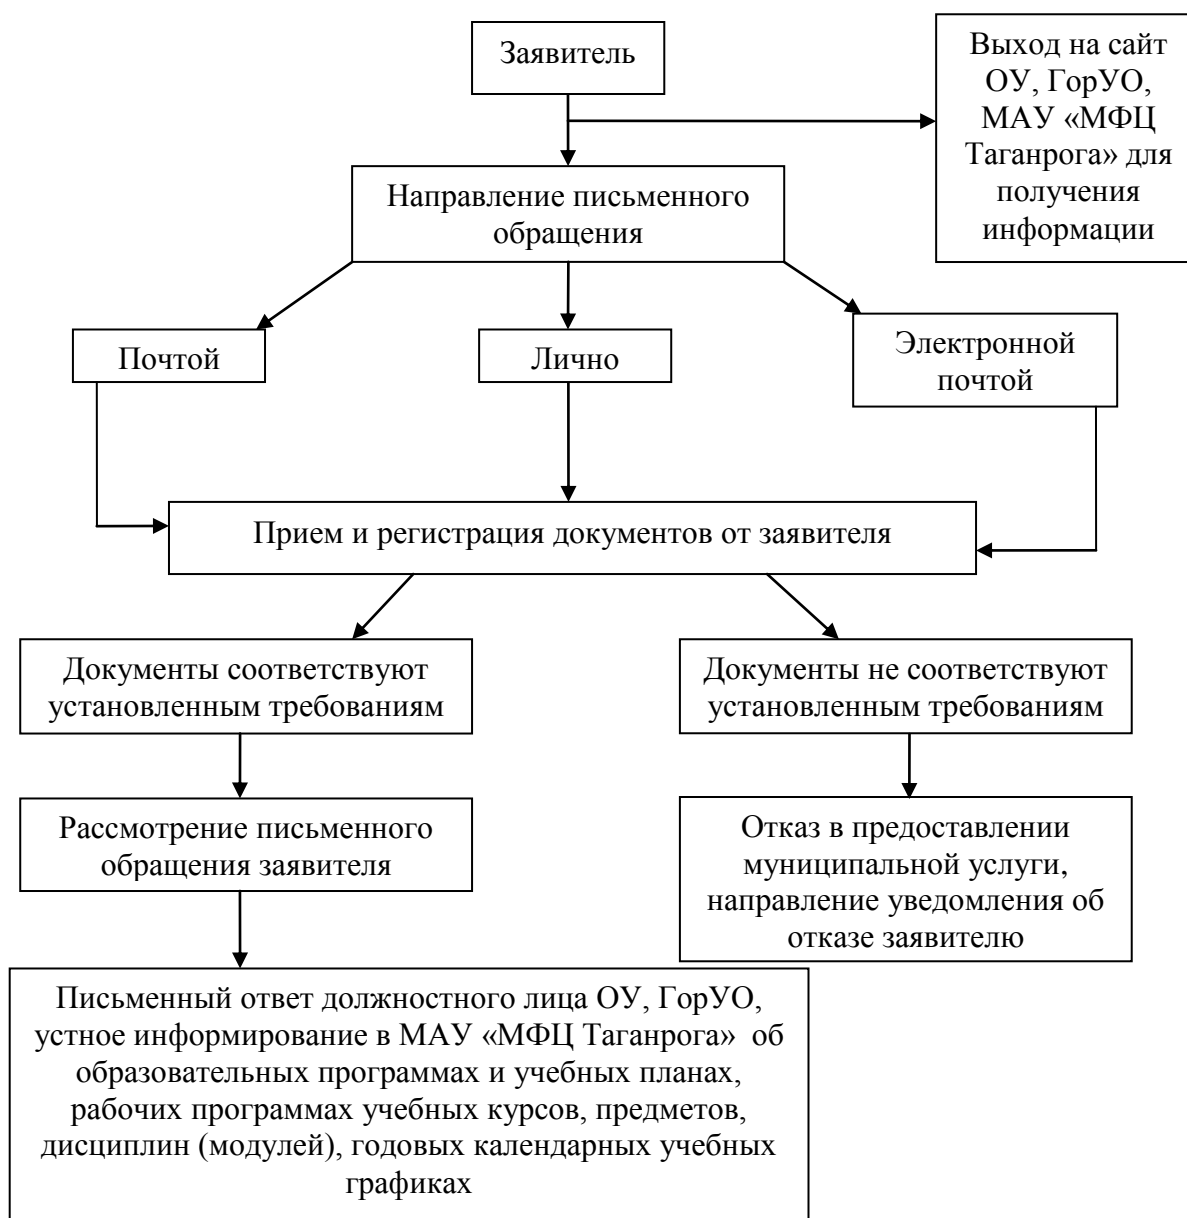 Заявитель
Выход на сайт
ОУ, ГорУО,
МАУ «МФЦ
Таганрога» для
получения
информации
Направление письменного
обращения
Почтой
Лично
Электронной
почтой
Прием и регистрация документов от заявителя
Документы соответствуют
установленным требованиям
Документы не соответствуют
установленным требованиям
Рассмотрение письменного
обращения заявителя
Отказ в предоставлении
муниципальной услуги,
направление уведомления об
отказе заявителю
Письменный ответ должностного лица ОУ, ГорУО,
устное информирование в МАУ «МФЦ Таганрога» об
образовательных программах и учебных планах,
рабочих программах учебных курсов, предметов,
дисциплин (модулей), годовых календарных учебных
графиках